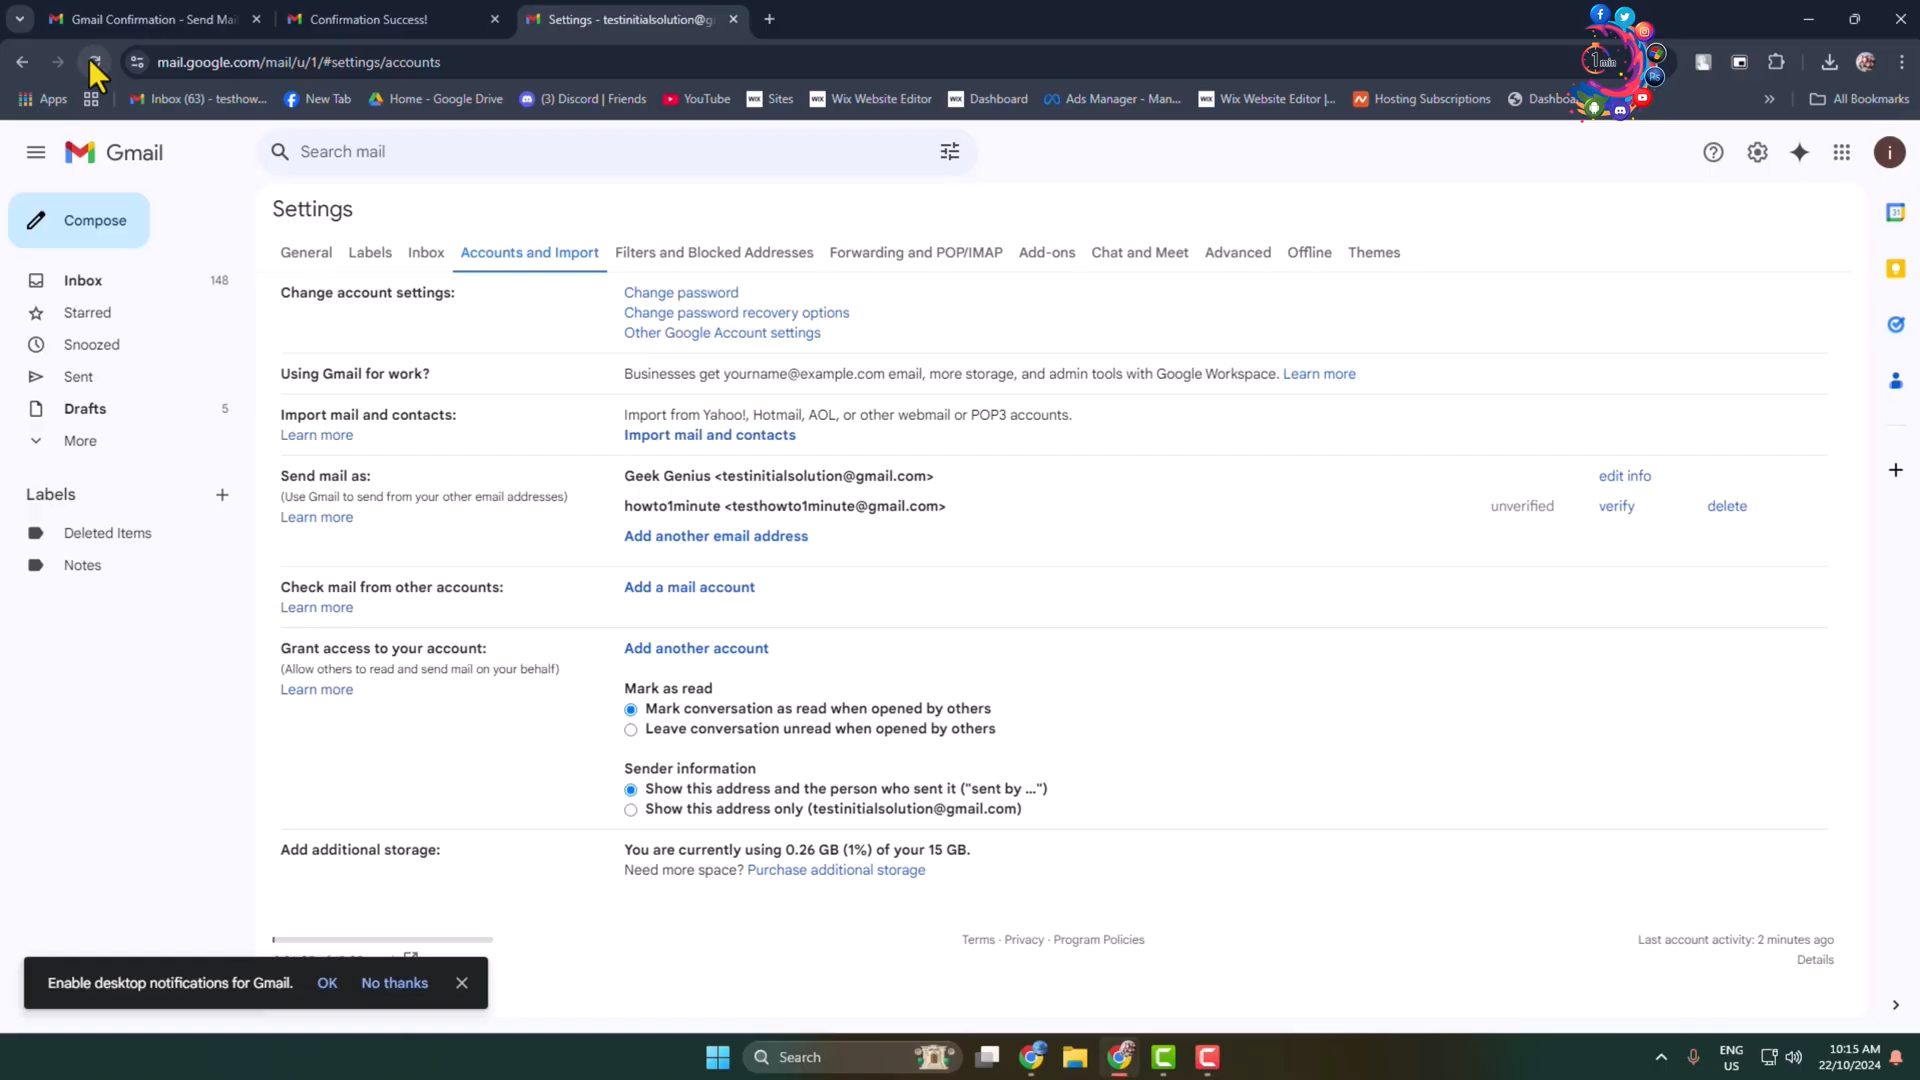 Gmail Confirmation - Send Mai
Confirmation Success!
Settings - testinitialsolution@g
mail.google.com/mail/u/1/#settings/accounts
1min
Apps
Inbox (63) - testhow...
New Tab
Home - Google Drive
(3) Discord | Friends
YouTube
WIX
Sites
WIX
Wix Website Editor
WIX
Dashboard
Ads Manager - Man...
WIX
Wix Website Editor |...
Hosting Subscriptions
Dashbo
All Bookmarks
Gmail
Search mail
i
Settings
Compose
31
General
Labels
Inbox
Accounts and Import
Filters and Blocked Addresses
Forwarding and POP/IMAP
Add-ons
Chat and Meet
Advanced
Offline
Themes
Inbox 148
Starred
Snoozed
Sent
Drafts 5
More
Labels
Deleted Items
Notes
Change account settings:
Change password
Change password recovery options
Other Google Account settings
Using Gmail for work?
Businesses get yourname@example.com email, more storage, and admin tools with Google Workspace. Learn more
Import mail and contacts:
Learn more
Import from Yahoo!, Hotmail, AOL, or other webmail or POP3 accounts.
Import mail and contacts
Send mail as:
(Use Gmail to send from your other email addresses)
Learn more
Geek Genius <testinitialsolution@gmail.com>
edit info
howto1minute <testhowto1minute@gmail.com>
unverified
verify
delete
Add another email address
Check mail from other accounts:
Learn more
Add a mail account
Grant access to your account:
(Allow others to read and send mail on your behalf)
Learn more
Add another account
Mark as read
Mark conversation as read when opened by others
Leave conversation unread when opened by others
Sender information
Show this address and the person who sent it ("sent by ...")
Show this address only (testinitialsolution@gmail.com)
Add additional storage:
You are currently using 0.26 GB (1%) of your 15 GB.
Need more space? Purchase additional storage
Terms · Privacy · Program Policies
Last account activity: 2 minutes ago
Details
Enable desktop notifications for Gmail.
OK
No thanks
Search
ENG
US
10:15 AM
22/10/2024